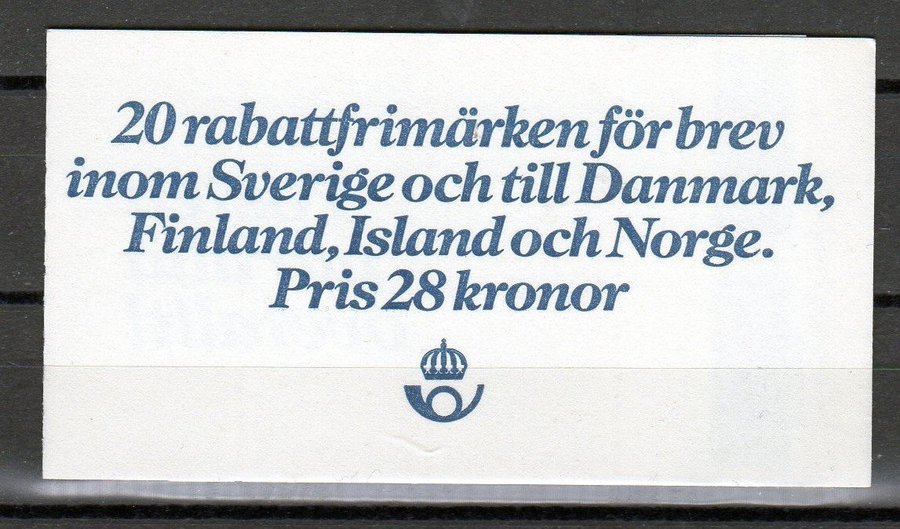 20 rabattfrimärken för brev
inom Sverige och till Danmark,
Finland, Island och Norge.
Pris 28 kronor